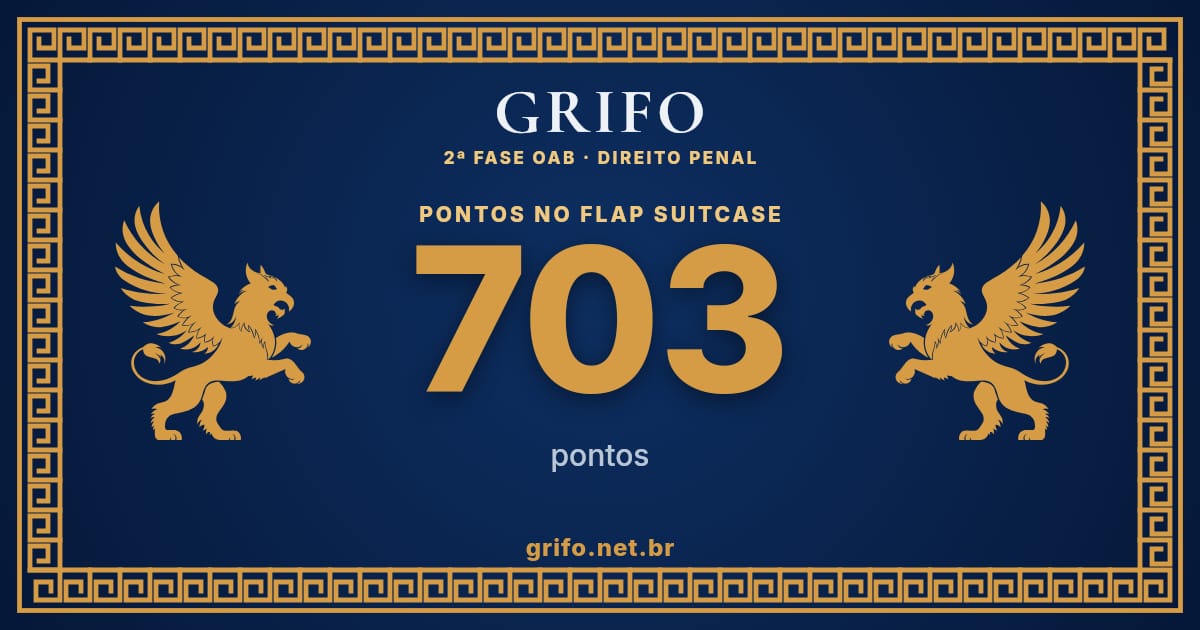 GRIFO
2ª FASE OAB · DIREITO PENAL
PONTOS NO FLAP SUITCASE
703
pontos
grifo.net.br